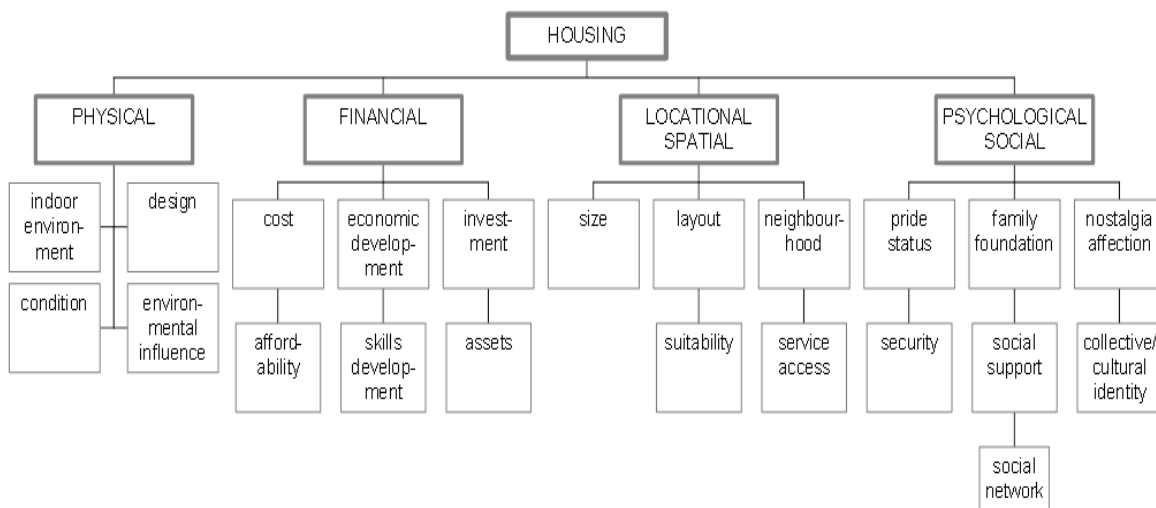 HOUSING
PHYSICAL
FINANCIAL
LOCATIONAL
SPATIAL
PSYCHOLOGICAL
SOCIAL
indoor
environ-
ment
design
condition
environ-
mental
influence
cost
economic
develop-
ment
invest-
ment
afford-
ability
skills
develop-
ment
assets
size
layout
neighbour-
hood
suitability
service
access
pride
status
family
foundation
nostalgia
affection
security
social
support
collective/
cultural
identity
social
network